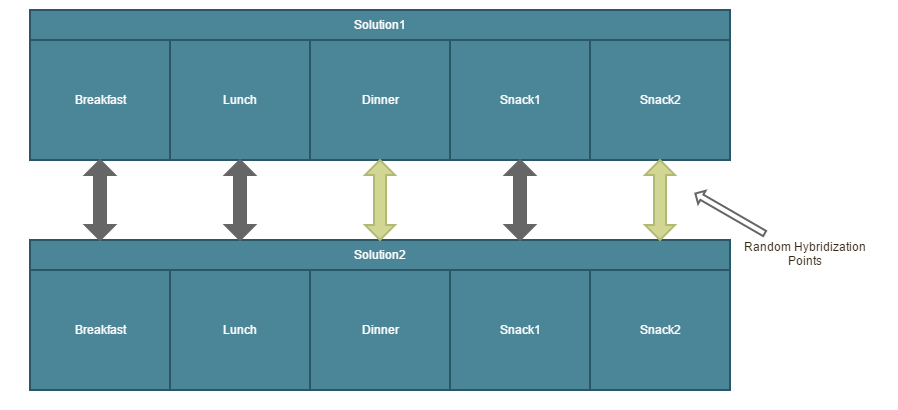 Solution1
Breakfast
Lunch
Dinner
Snack1
Snack2
Random Hybridization
Points
Solution2
Breakfast
Lunch
Dinner
Snack1
Snack2